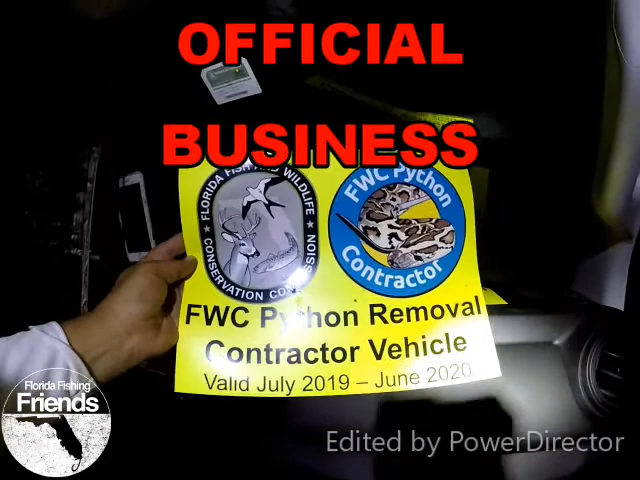 OFFICIAL
BUSINESS
FLORIDA FISH AND WILDLIFE
CONSERVATION COMMISSION
FWC Python
Contractor
FWC Python Removal
Contractor Vehicle
Valid July 2019 – June 2020
Florida Fishing
Friends
Edited by PowerDirector